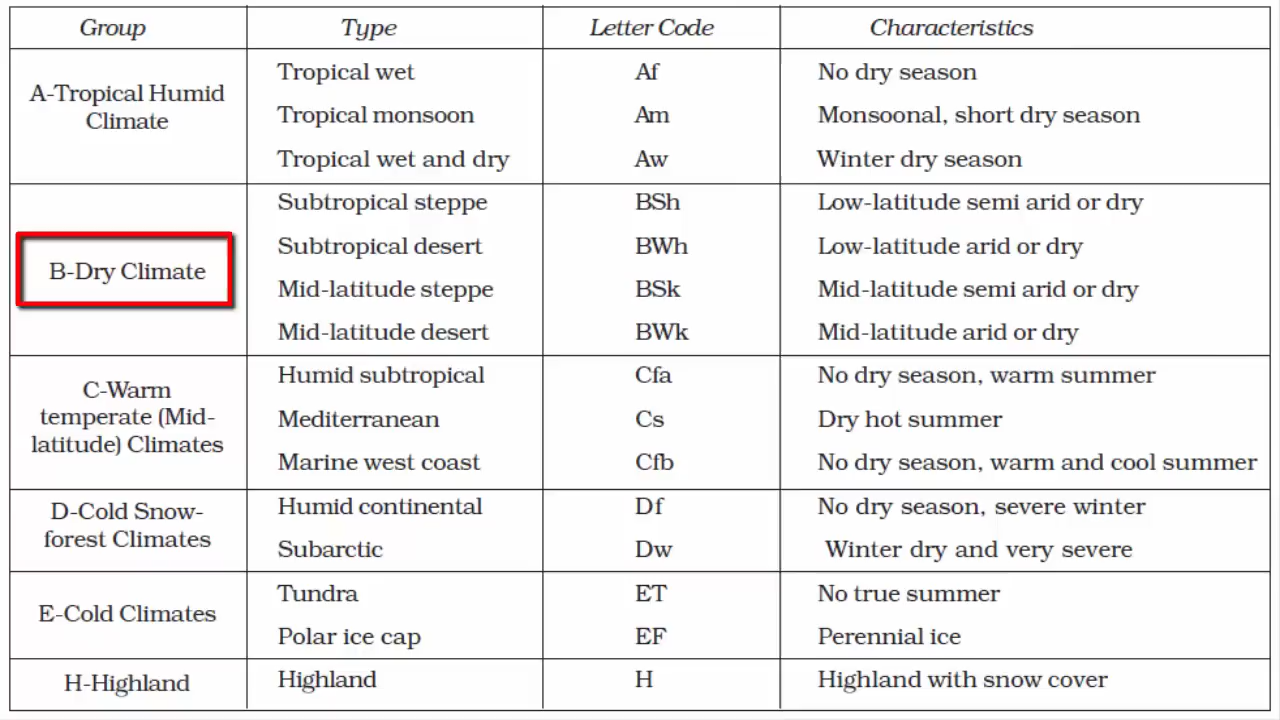 Group Type Letter Code Characteristics
A-Tropical Humid
Climate
Tropical wet Af No dry season
Tropical monsoon Am Monsoonal, short dry season
Tropical wet and dry Aw Winter dry season
B-Dry Climate
Subtropical steppe BSh Low-latitude semi arid or dry
Subtropical desert BWh Low-latitude arid or dry
Mid-latitude steppe BSk Mid-latitude semi arid or dry
Mid-latitude desert BWk Mid-latitude arid or dry
C-Warm
temperate (Mid-
latitude) Climates
Humid subtropical Cfa No dry season, warm summer
Mediterranean Cs Dry hot summer
Marine west coast Cfb No dry season, warm and cool summer
D-Cold Snow-
forest Climates
Humid continental Df No dry season, severe winter
Subarctic Dw Winter dry and very severe
E-Cold Climates
Tundra ET No true summer
Polar ice cap EF Perennial ice
H-Highland Highland H Highland with snow cover